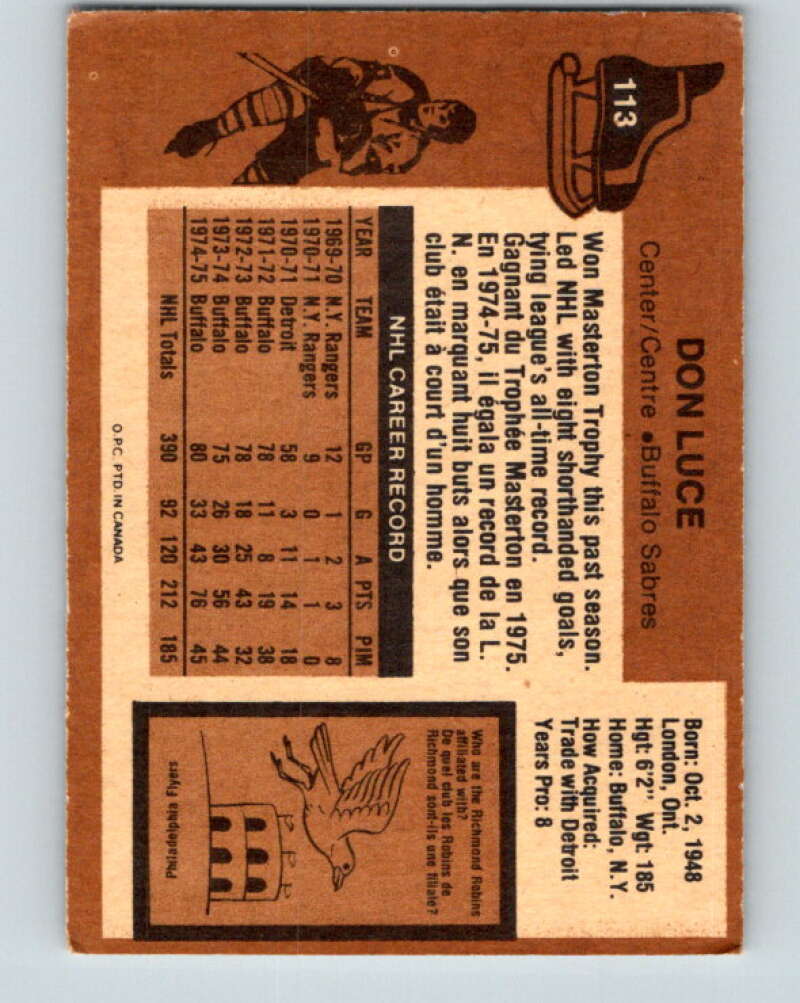 113
DON LUCE
Center/Centre • Buffalo Sabres
Won Masterton Trophy this past season.
Led NHL with eight shorthanded goals,
tying league's all-time record.
Gagnant du Trophée Masterton en 1975.
En 1974-75, il égala un record de la L.
N. en marquant huit buts alors que son
club était à court d'un homme.
Born: Oct. 2, 1948
London, Ont.
Hgt: 6'2" Wgt: 185
Home: Buffalo, N.Y.
How Acquired:
Trade with Detroit
Years Pro: 8
NHL CAREER RECORD
YEAR TEAM GP G A PTS PIM
1969-70 N.Y. Rangers 12 1 2 3 8
1970-71 N.Y. Rangers 9 0 1 1 0
1970-71 Detroit 58 3 11 14 18
1971-72 Buffalo 78 11 8 19 38
1972-73 Buffalo 78 18 25 43 32
1973-74 Buffalo 75 26 30 56 44
1974-75 Buffalo 80 33 43 76 45
NHL Totals 390 92 120 212 185
Who are the Richmond Robins
affiliated with?
De quel club les Robins de
Richmond sont-ils une filiale?
Philadelphia Flyers
O.P.C. PTD. IN CANADA